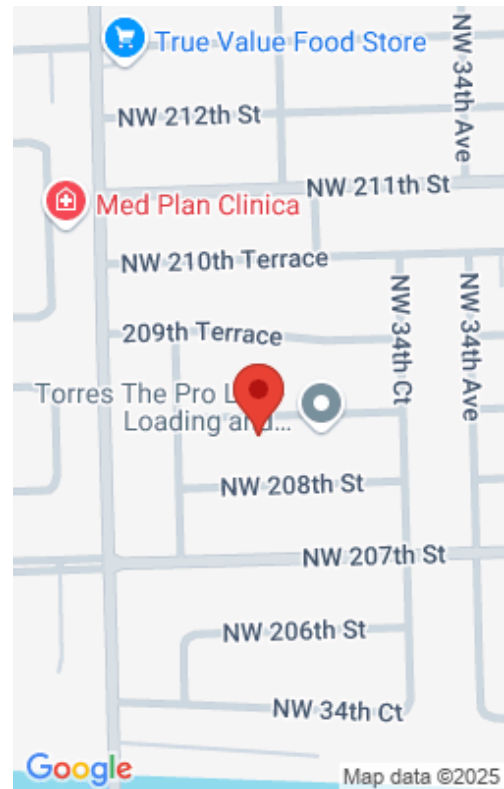 True Value Food Store
NW 34th Ave
NW 212th St
NW 211th St
Med Plan Clinica
NW 210th Terrace
209th Terrace
NW 34th Ct
NW 34th Ave
Torres The Pro L
Loading and...
NW 208th St
NW 207th St
NW 206th St
NW 34th Ct
Google
Map data ©2025